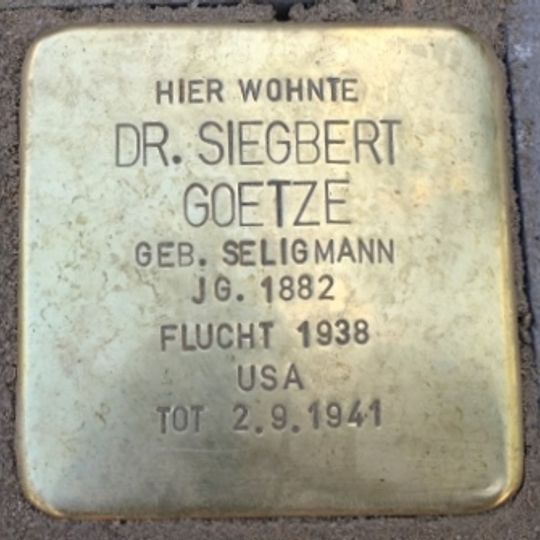 HIER WOHNTE
DR. SIEGBERT
GOETZE
GEB. SELIGMANN
JG. 1882
FLUCHT 1938
USA
TOT 2.9.1941